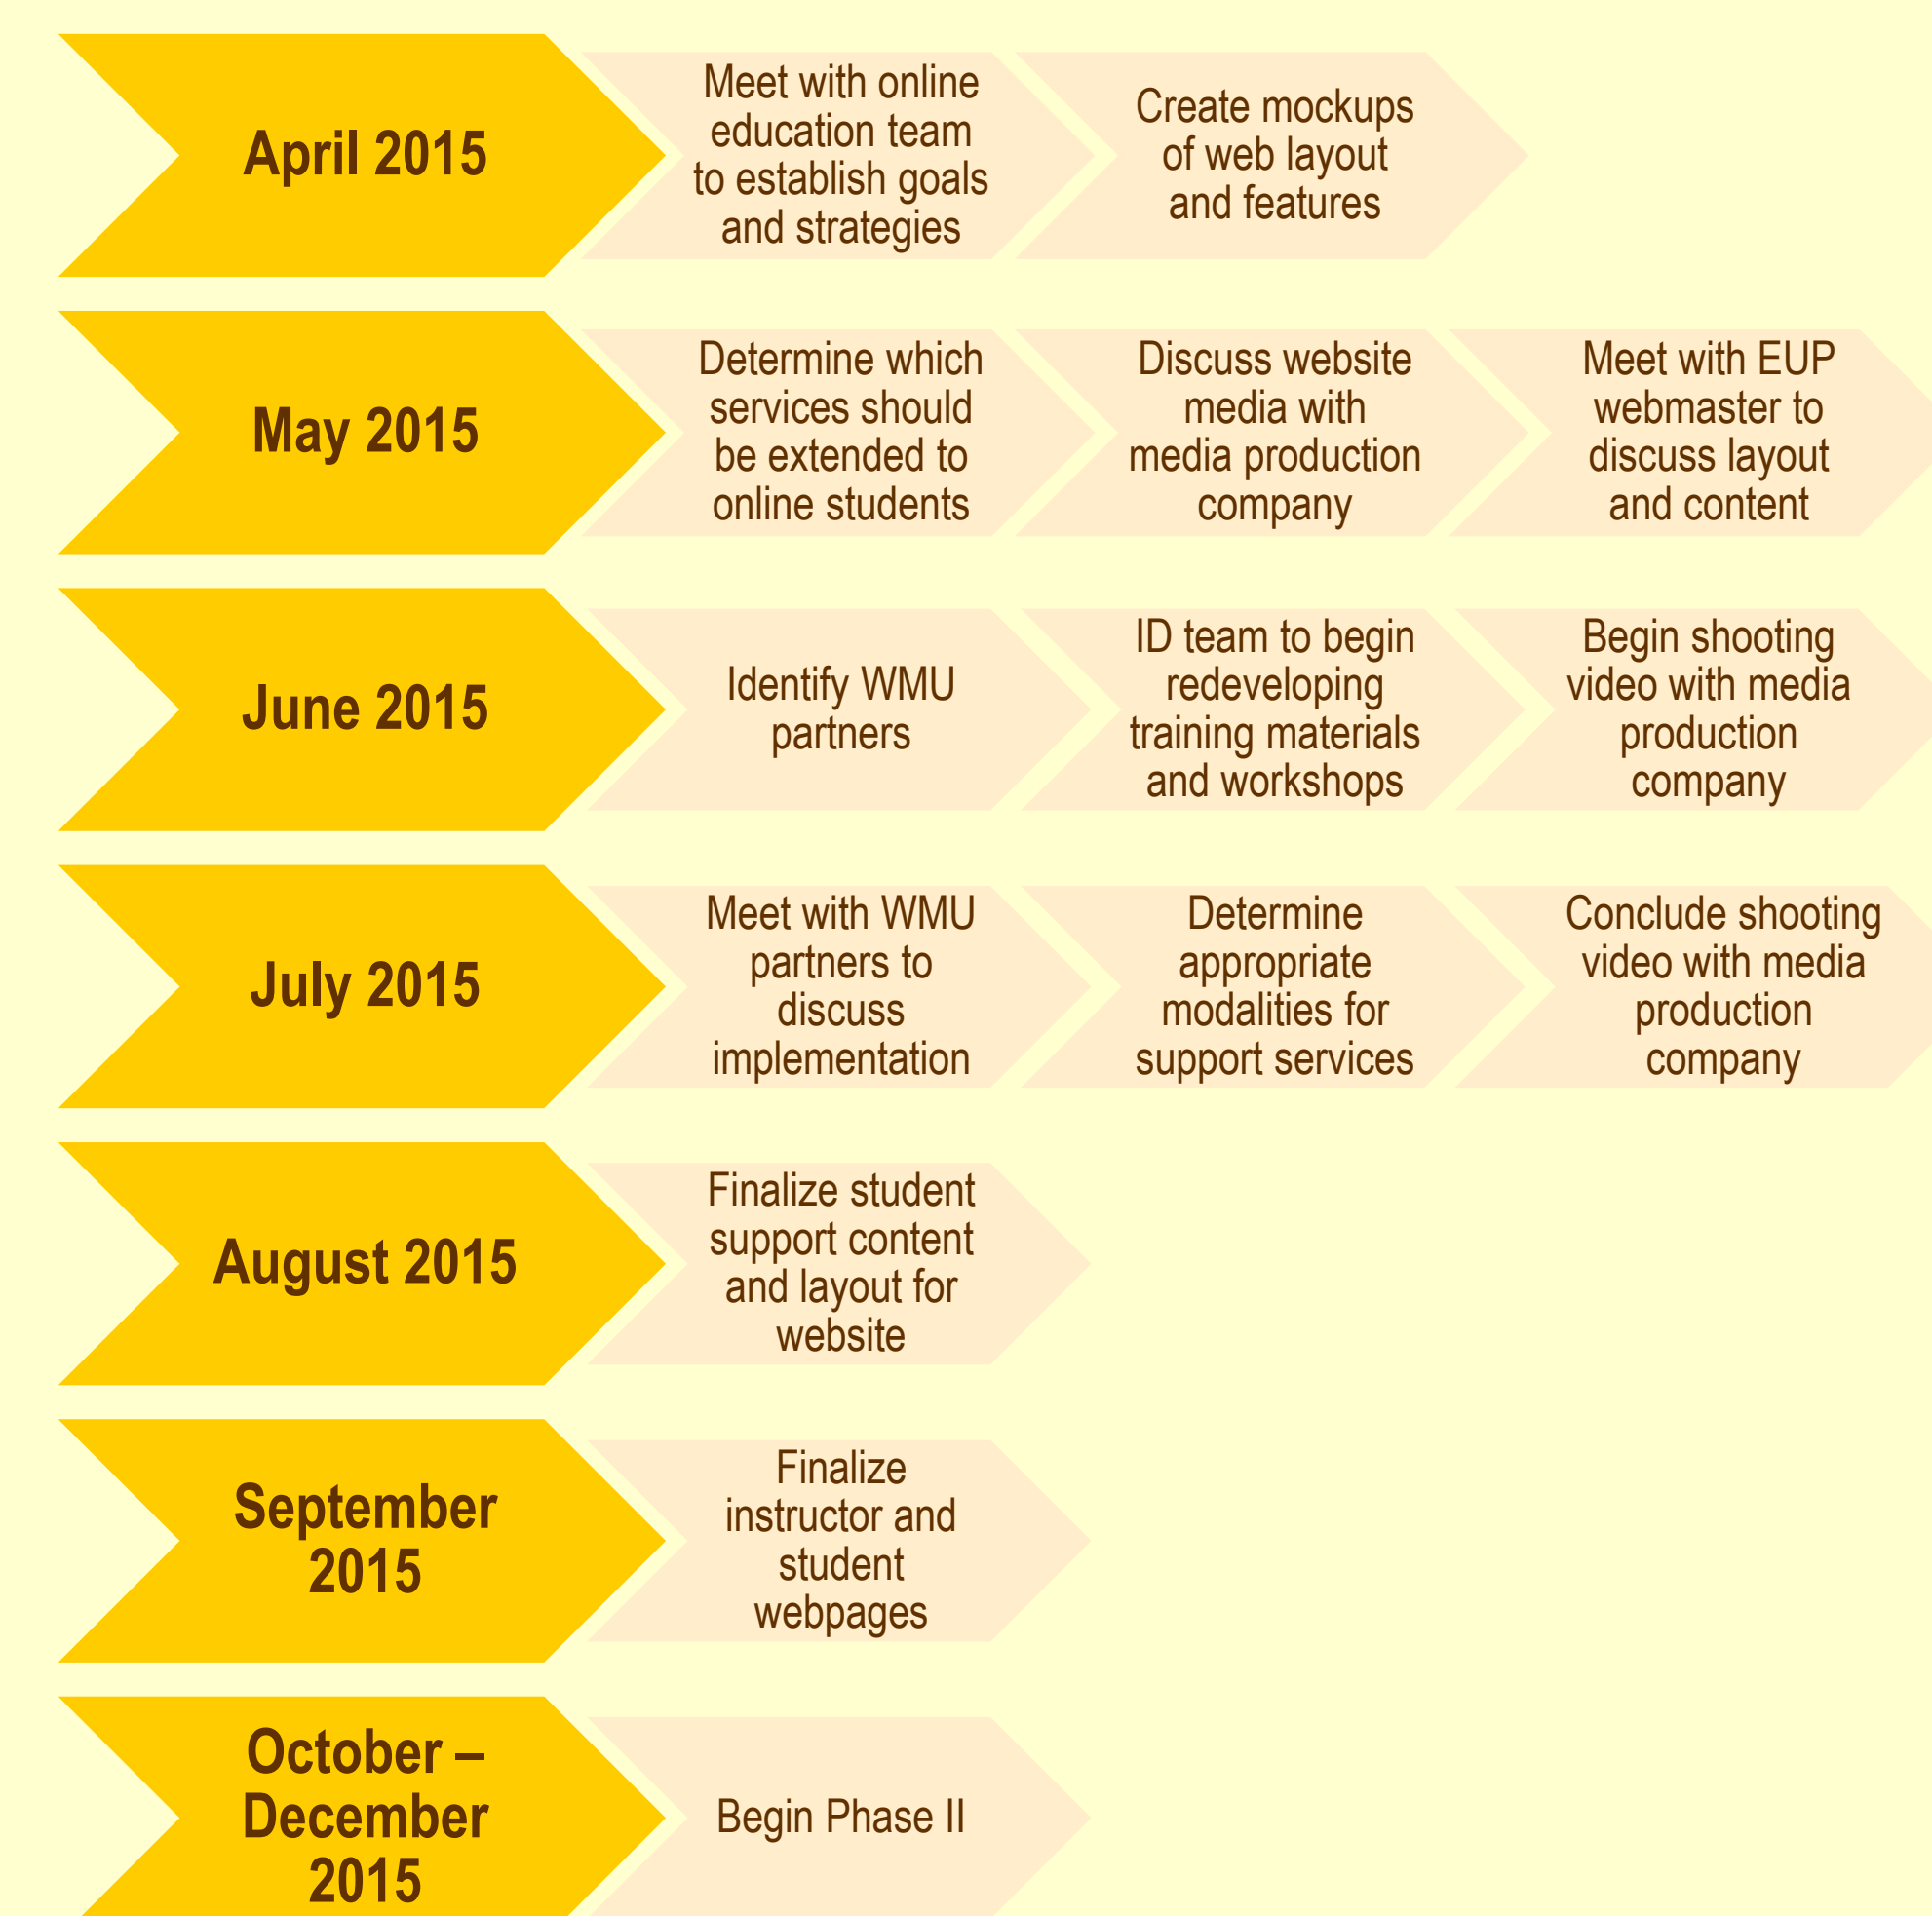 April 2015
Meet with online
education team
to establish goals
and strategies
Create mockups
of web layout
and features
May 2015
Determine which
services should
be extended to
online students
Discuss website
media with
media production
company
Meet with EUP
webmaster to
discuss layout
and content
June 2015
Identify WMU
partners
ID team to begin
redeveloping
training materials
and workshops
Begin shooting
video with media
production
company
July 2015
Meet with WMU
partners to
discuss
implementation
Determine
appropriate
modalities for
support services
Conclude shooting
video with media
production
company
August 2015
Finalize student
support content
and layout for
website
September
2015
Finalize
instructor and
student
webpages
October –
December
2015
Begin Phase II